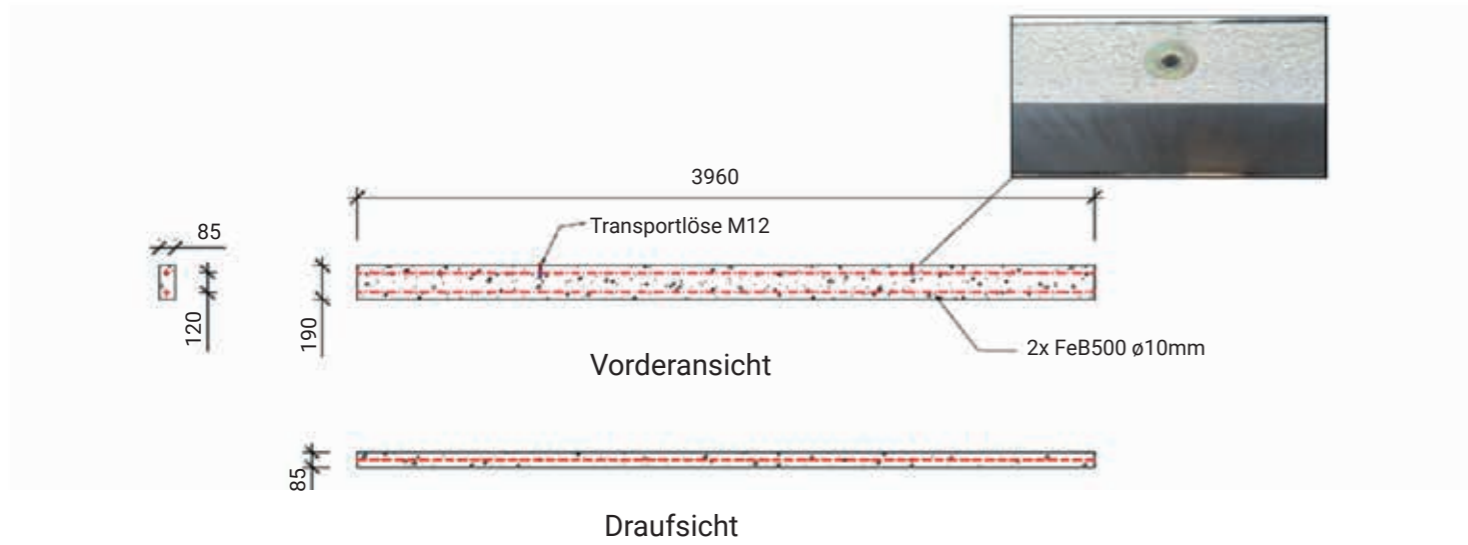 3960
Transportlöse M12
85
120
190
2x FeB500 ø10mm
Vorderansicht
85
Draufsicht